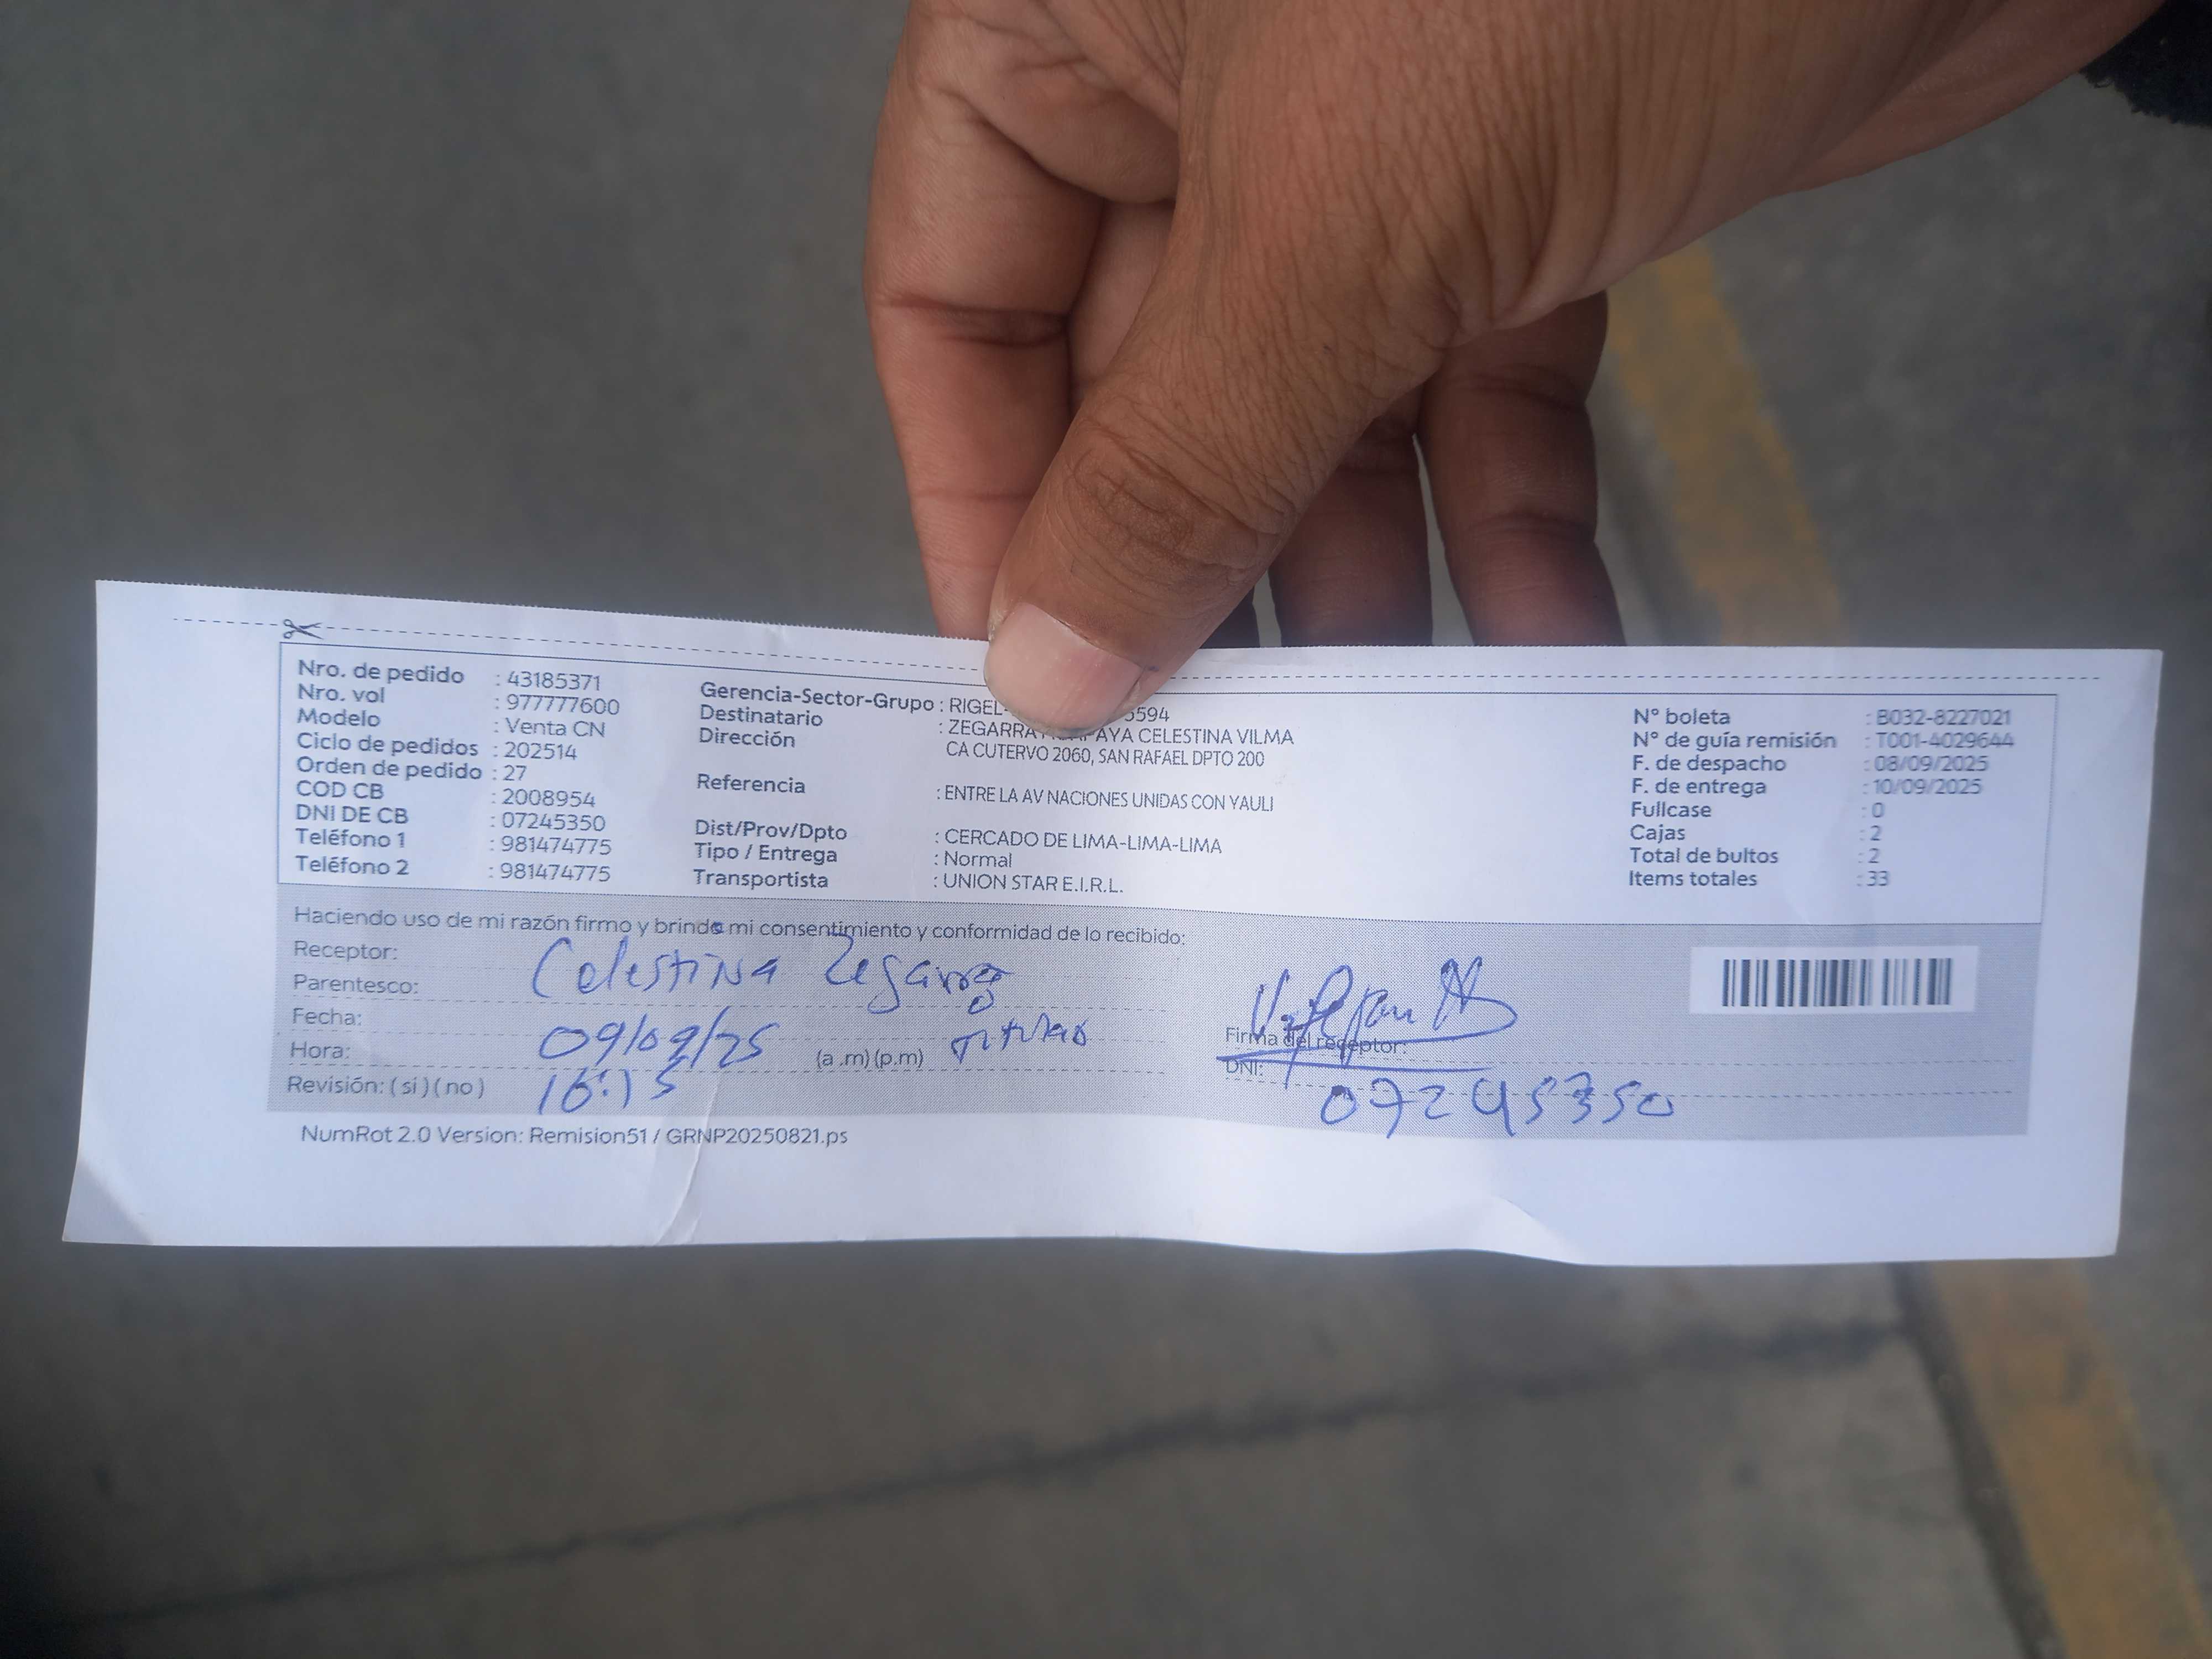 Nro. de pedido : 43185371
Nro. vol : 977777600
Modelo : Venta CN
Ciclo de pedidos : 202514
Orden de pedido : 27
COD CB : 2008954
DNI DE CB : 07245350
Teléfono 1 : 981474775
Teléfono 2 : 981474775
Gerencia-Sector-Grupo : RIGEL- 5594
Destinatario : ZEGARRA CELESTINA VILMA
Dirección CA CUTERVO 2060, SAN RAFAEL DPTO 200
Referencia : ENTRE LA AV NACIONES UNIDAS CON YAULI
Dist/Prov/Dpto : CERCADO DE LIMA-LIMA-LIMA
Tipo / Entrega : Normal
Transportista : UNION STAR E.I.R.L.
N° boleta : B032-8227021
N° de guía remisión : T001-4029644
F. de despacho : 08/09/2025
F. de entrega : 10/09/2025
Fullcase : 0
Cajas : 2
Total de bultos : 2
Items totales : 33
Haciendo uso de mi razón firmo y brindo mi consentimiento y conformidad de lo recibido:
Receptor: Celestina Zegarra
Parentesco:
Fecha: 09/09/25
Hora: (a .m) (p.m) Titular
Revisión: ( si ) ( no ) 16:15
Firma del receptor:
DNI: 07245350
NumRot 2.0 Version: Remision51 / GRNP20250821.ps